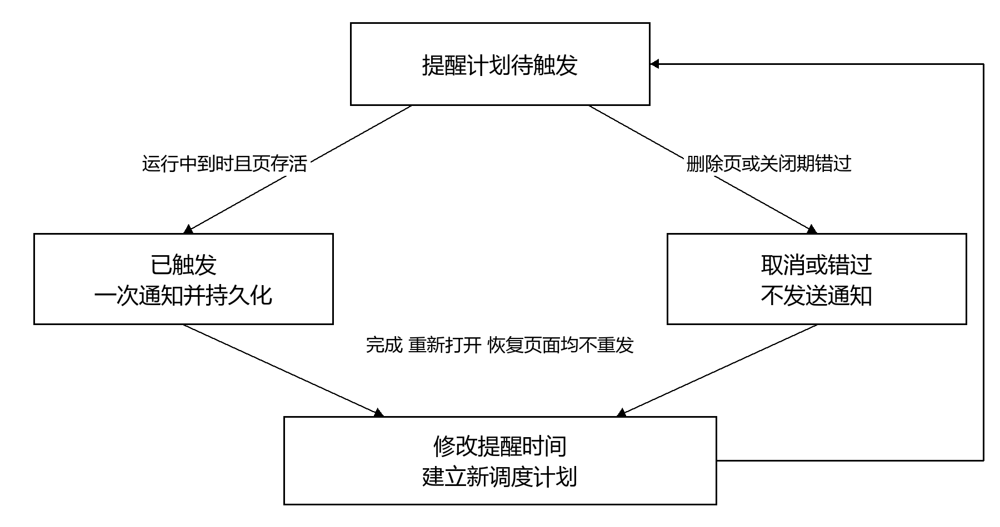 提醒计划待触发
运行中到时且页存活
删除页或关闭期错过
已触发
一次通知并持久化
取消或错过
不发送通知
完成 重新打开 恢复页面均不重发
修改提醒时间
建立新调度计划